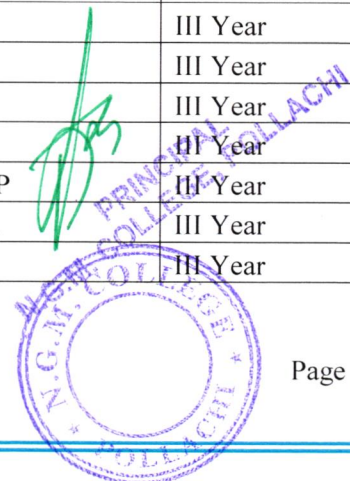 III Year
III Year
III Year
III Year
P III Year
III Year
III Year
PRINCIPAL
N.G.M. COLLEGE, POLLACHI
N.G.M. COLLEGE
* POLLACHI *
Page